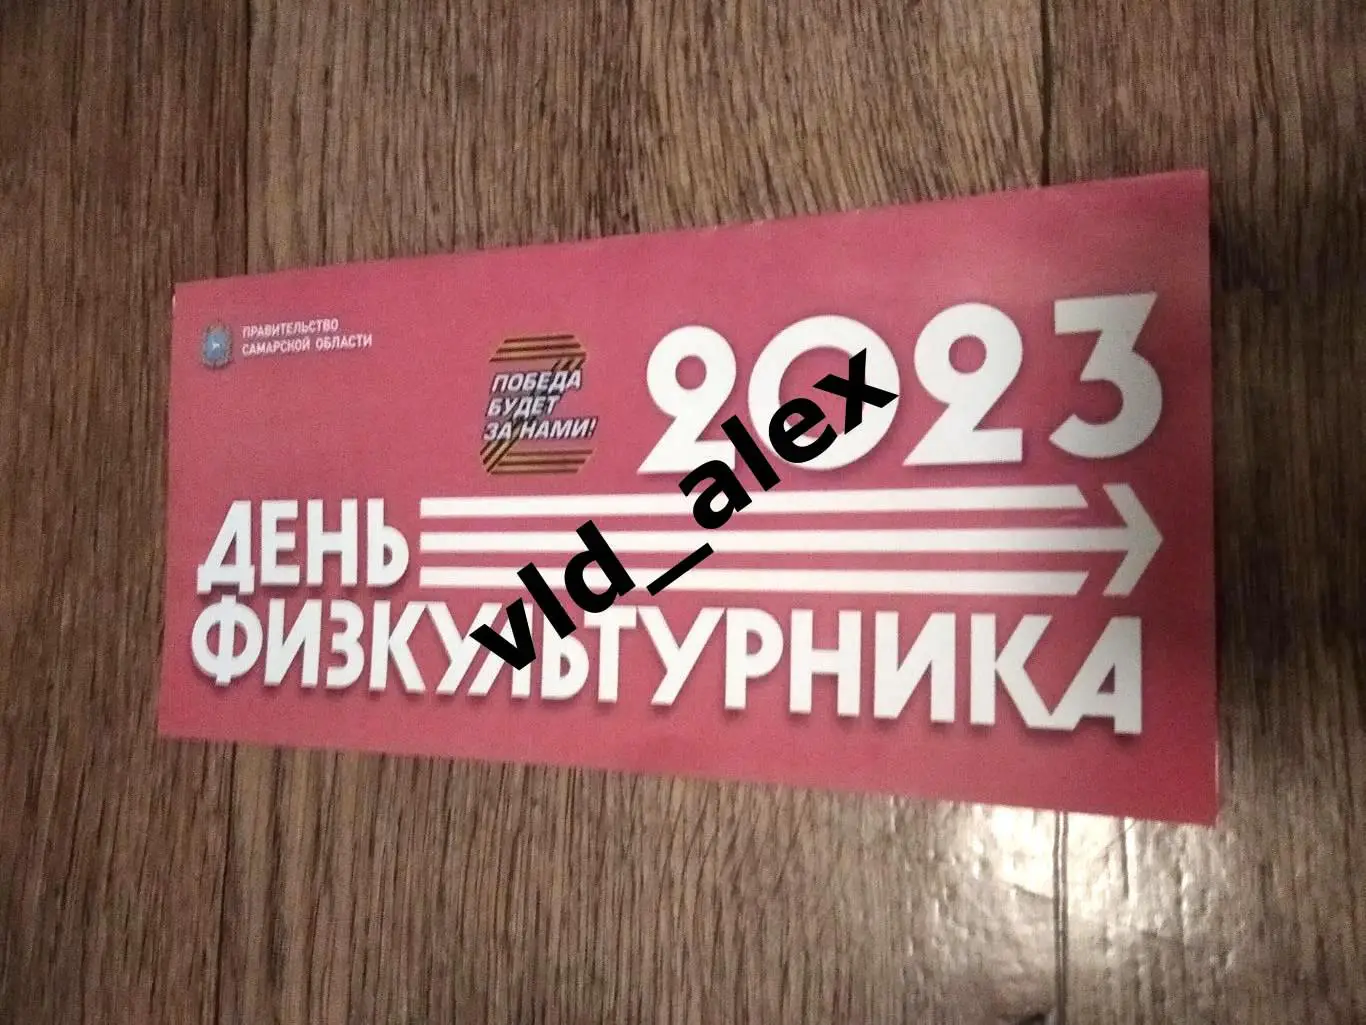 ПРАВИТЕЛЬСТВО
САМАРСКОЙ ОБЛАСТИ
ПОБЕДА
БУДЕТ
ЗА НАМИ!
2023
ДЕНЬ
ФИЗКУЛЬТУРНИКА
vld_alex